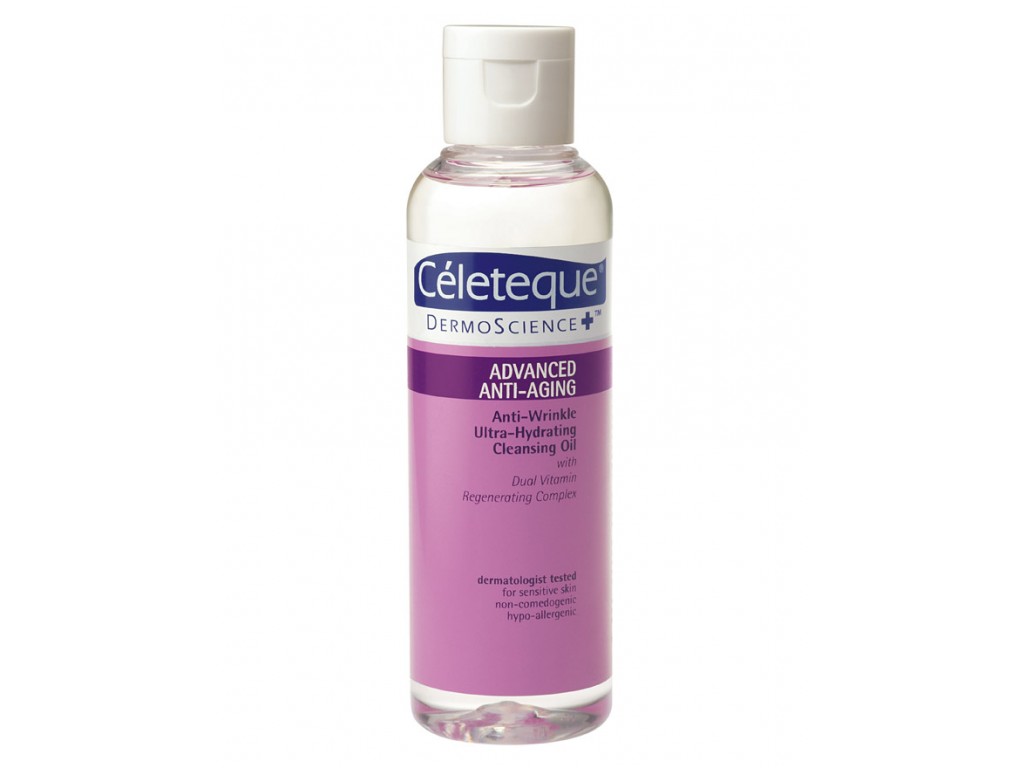 Céleteque®
DERMOSCIENCE+™
ADVANCED
ANTI-AGING
Anti-Wrinkle
Ultra-Hydrating
Cleansing Oil
with
Dual Vitamin
Regenerating Complex
dermatologist tested
for sensitive skin
non-comedogenic
hypo-allergenic